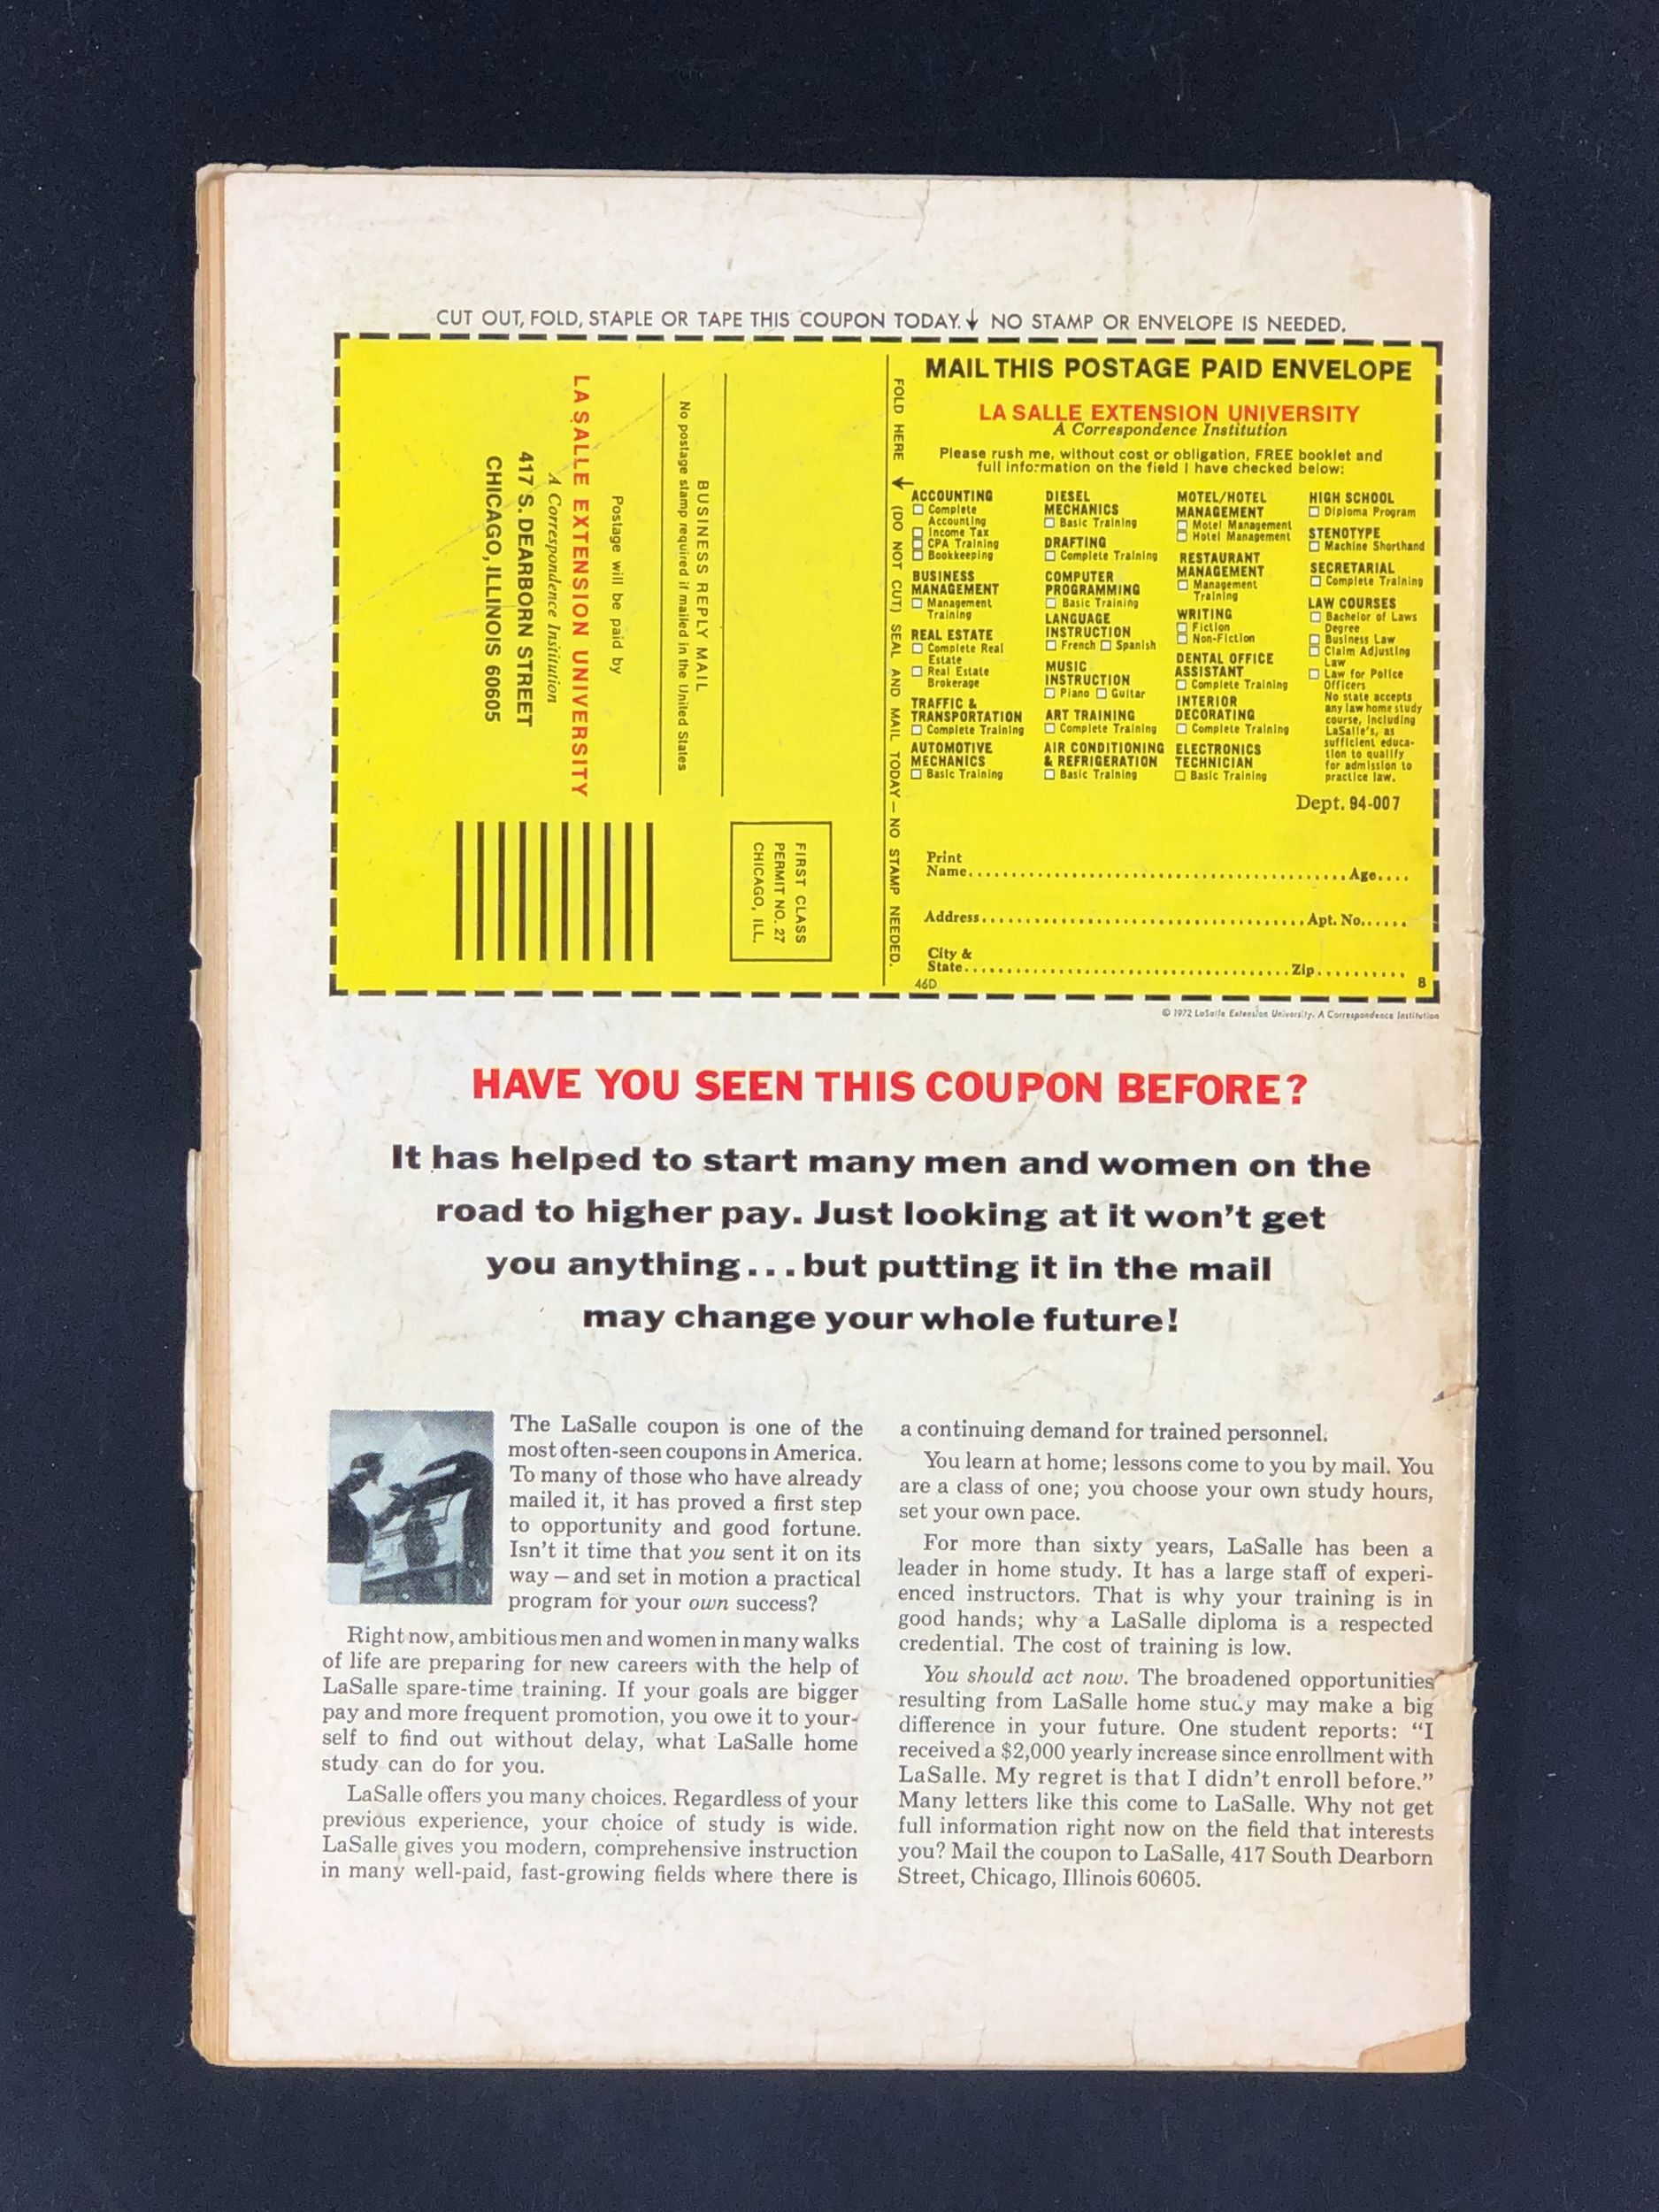 CUT OUT, FOLD, STAPLE OR TAPE THIS COUPON TODAY.↓ NO STAMP OR ENVELOPE IS NEEDED.
BUSINESS REPLY MAIL
No postage stamp required if mailed in the United States
Postage will be paid by
LA SALLE EXTENSION UNIVERSITY
A Correspondence Institution
417 S. DEARBORN STREET
CHICAGO, ILLINOIS 60605
FIRST CLASS
PERMIT NO. 27
CHICAGO, ILL.
FOLD HERE ↓ (DO NOT CUT) SEAL AND MAIL TODAY — NO STAMP NEEDED.
MAIL THIS POSTAGE PAID ENVELOPE
LA SALLE EXTENSION UNIVERSITY
A Correspondence Institution
Please rush me, without cost or obligation, FREE booklet and
full information on the field I have checked below:
ACCOUNTING
☐ Complete
Accounting
☐ Income Tax
☐ CPA Training
☐ Bookkeeping
BUSINESS
MANAGEMENT
☐ Management
Training
REAL ESTATE
☐ Complete Real
Estate
☐ Real Estate
Brokerage
TRAFFIC &
TRANSPORTATION
☐ Complete Training
AUTOMOTIVE
MECHANICS
☐ Basic Training
DIESEL
MECHANICS
☐ Basic Training
DRAFTING
☐ Complete Training
COMPUTER
PROGRAMMING
☐ Basic Training
LANGUAGE
INSTRUCTION
☐ French ☐ Spanish
MUSIC
INSTRUCTION
☐ Piano ☐ Guitar
ART TRAINING
☐ Complete Training
AIR CONDITIONING
& REFRIGERATION
☐ Basic Training
MOTEL/HOTEL
MANAGEMENT
☐ Motel Management
☐ Hotel Management
RESTAURANT
MANAGEMENT
☐ Management
Training
WRITING
☐ Fiction
☐ Non-Fiction
DENTAL OFFICE
ASSISTANT
☐ Complete Training
INTERIOR
DECORATING
☐ Complete Training
ELECTRONICS
TECHNICIAN
☐ Basic Training
HIGH SCHOOL
☐ Diploma Program
STENOTYPE
☐ Machine Shorthand
SECRETARIAL
☐ Complete Training
LAW COURSES
☐ Bachelor of Laws
Degree
☐ Business Law
☐ Claim Adjusting
Law
☐ Law for Police
Officers
No state accepts
any law home study
course, including
LaSalle's, as
sufficient educa-
tion to qualify
for admission to
practice law.
Dept. 94-007
Print
Name.......... Age....
Address.......... Apt. No......
City &
State.......... Zip..........
46D 8
© 1972 LaSalle Extension University. A Correspondence Institution
HAVE YOU SEEN THIS COUPON BEFORE?
It has helped to start many men and women on the
road to higher pay. Just looking at it won't get
you anything...but putting it in the mail
may change your whole future!
The LaSalle coupon is one of the
most often-seen coupons in America.
To many of those who have already
mailed it, it has proved a first step
to opportunity and good fortune.
Isn't it time that you sent it on its
way – and set in motion a practical
program for your own success?
Right now, ambitious men and women in many walks
of life are preparing for new careers with the help of
LaSalle spare-time training. If your goals are bigger
pay and more frequent promotion, you owe it to your-
self to find out without delay, what LaSalle home
study can do for you.
LaSalle offers you many choices. Regardless of your
previous experience, your choice of study is wide.
LaSalle gives you modern, comprehensive instruction
in many well-paid, fast-growing fields where there is
a continuing demand for trained personnel.
You learn at home; lessons come to you by mail. You
are a class of one; you choose your own study hours,
set your own pace.
For more than sixty years, LaSalle has been a
leader in home study. It has a large staff of experi-
enced instructors. That is why your training is in
good hands; why a LaSalle diploma is a respected
credential. The cost of training is low.
You should act now. The broadened opportunities
resulting from LaSalle home study may make a big
difference in your future. One student reports: "I
received a $2,000 yearly increase since enrollment with
LaSalle. My regret is that I didn't enroll before."
Many letters like this come to LaSalle. Why not get
full information right now on the field that interests
you? Mail the coupon to LaSalle, 417 South Dearborn
Street, Chicago, Illinois 60605.